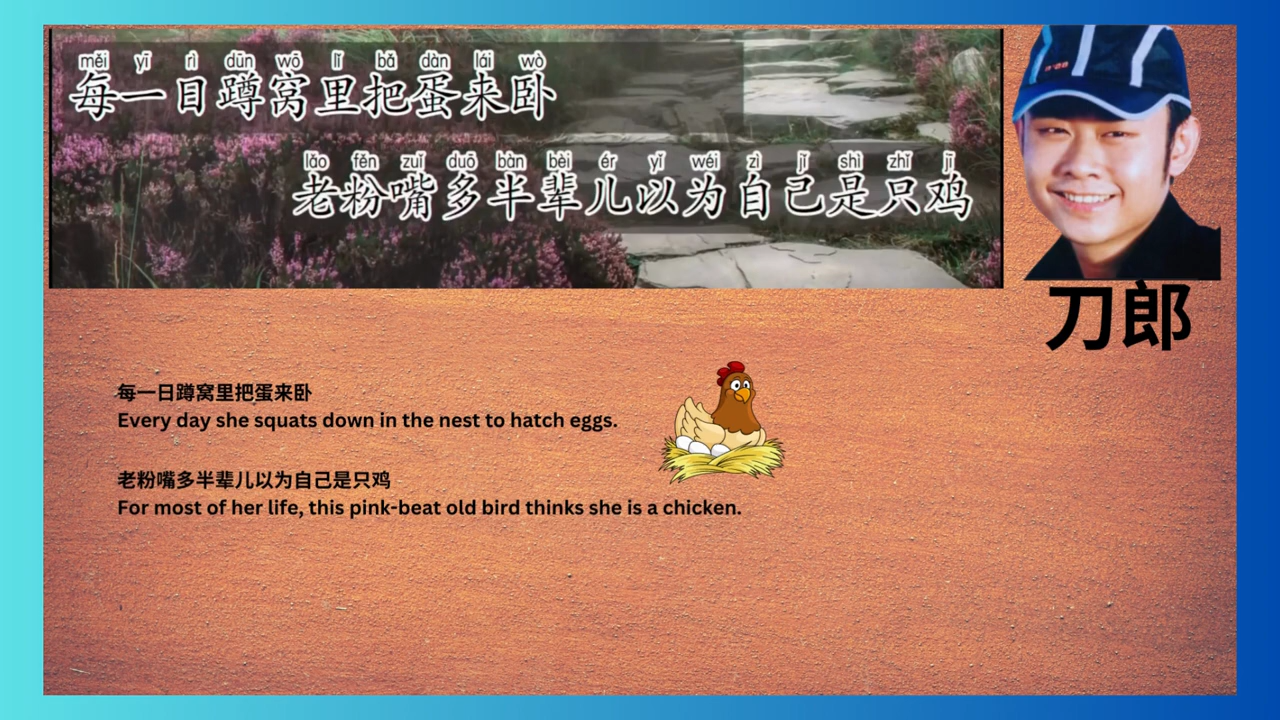 měi yī rì dūn wō lǐ bǎ dàn lái wò
每一日蹲窝里把蛋来卧
lǎo fěn zuǐ duō bàn bèi ér yǐ wéi zì jǐ shì zhǐ jī
老粉嘴多半辈儿以为自己是只鸡
刀郎
每一日蹲窝里把蛋来卧
Every day she squats down in the nest to hatch eggs.
老粉嘴多半辈儿以为自己是只鸡
For most of her life, this pink-beat old bird thinks she is a chicken.